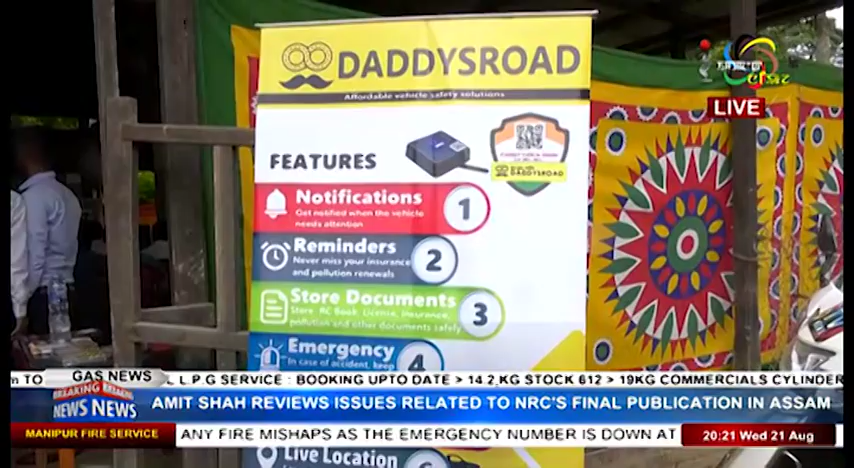 DADDYSROAD
Affordable vehicle safety solutions
LIVE
DADDYSROAD
FEATURES
Notifications
Get notified when the vehicle
needs attention
1
Reminders
Never miss your insurance
and pollution renewals
2
Store Documents
Store RC Book, License, Insurance,
pollution and other documents safely
3
Emergency
In case of accident, keep
4
TO GAS NEWS L.P.G SERVICE : BOOKING UPTO DATE > 14.2 KG STOCK 612 > 19KG COMMERCIALS CYLINDER
BREAKING
NEWS NEWS
AMIT SHAH REVIEWS ISSUES RELATED TO NRC'S FINAL PUBLICATION IN ASSAM
MANIPUR FIRE SERVICE
ANY FIRE MISHAPS AS THE EMERGENCY NUMBER IS DOWN AT
20:21 Wed 21 Aug
Live Location